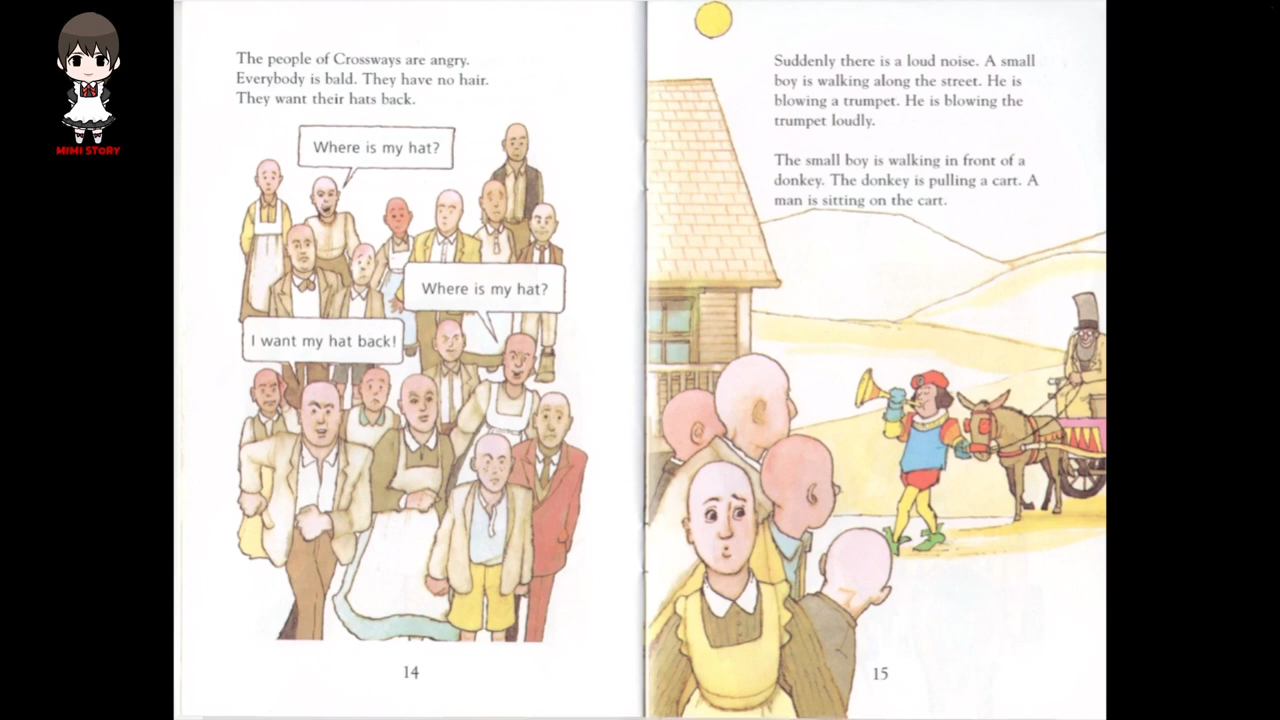 MIMI STORY
The people of Crossways are angry.
Everybody is bald. They have no hair.
They want their hats back.
Where is my hat?
Where is my hat?
I want my hat back!
14
Suddenly there is a loud noise. A small
boy is walking along the street. He is
blowing a trumpet. He is blowing the
trumpet loudly.
The small boy is walking in front of a
donkey. The donkey is pulling a cart. A
man is sitting on the cart.
15